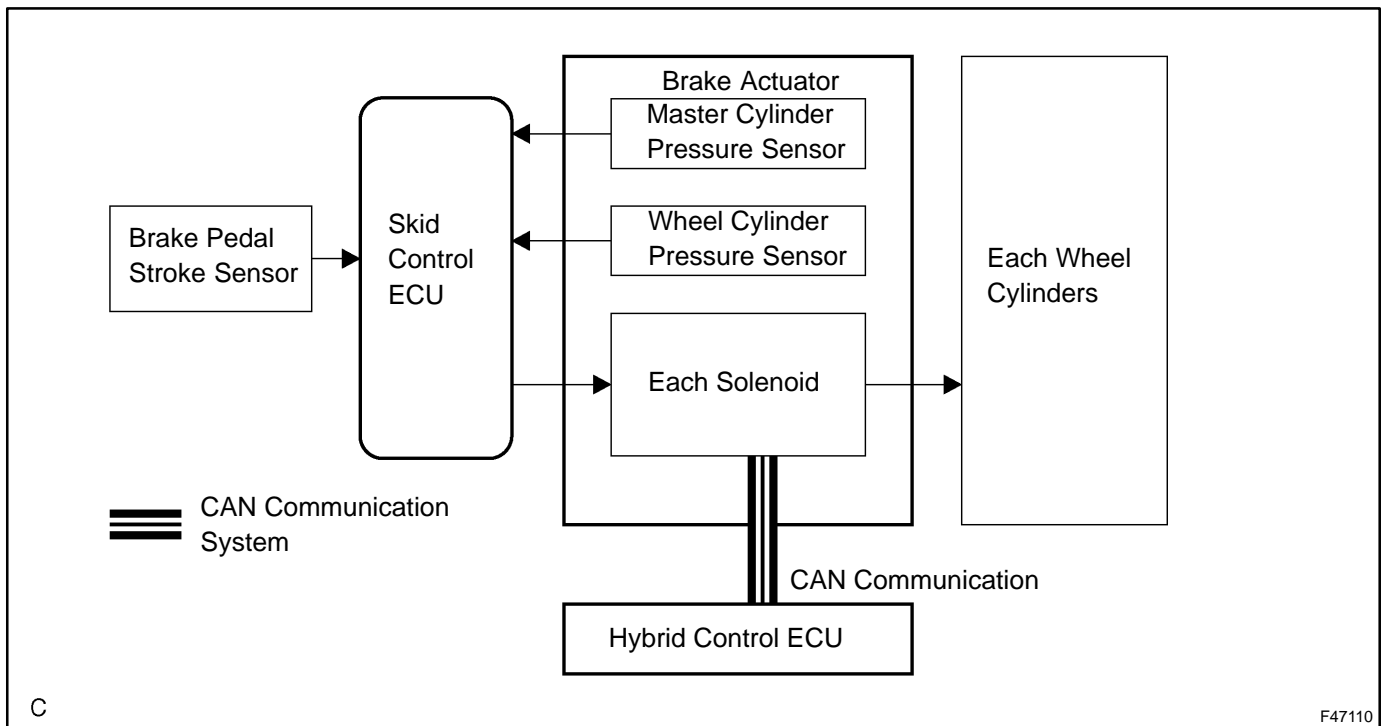 Brake Actuator
Master Cylinder
Pressure Sensor
Wheel Cylinder
Pressure Sensor
Brake Pedal
Stroke Sensor
Skid
Control
ECU
Each Solenoid
Each Wheel
Cylinders
CAN Communication
System
CAN Communication
Hybrid Control ECU
C
F47110